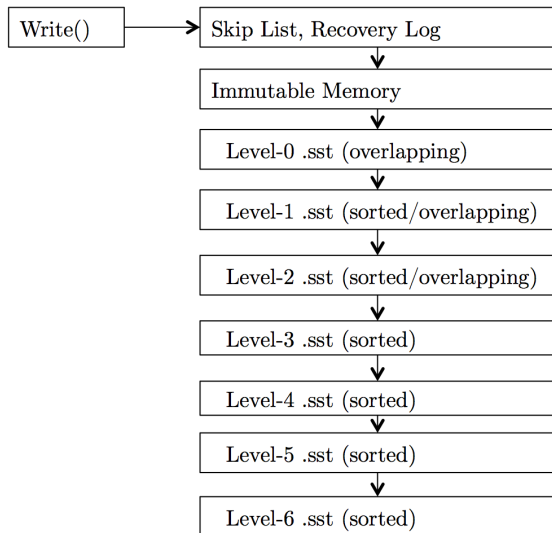 Write()
Skip List, Recovery Log
Immutable Memory
Level-0 .sst (overlapping)
Level-1 .sst (sorted/overlapping)
Level-2 .sst (sorted/overlapping)
Level-3 .sst (sorted)
Level-4 .sst (sorted)
Level-5 .sst (sorted)
Level-6 .sst (sorted)